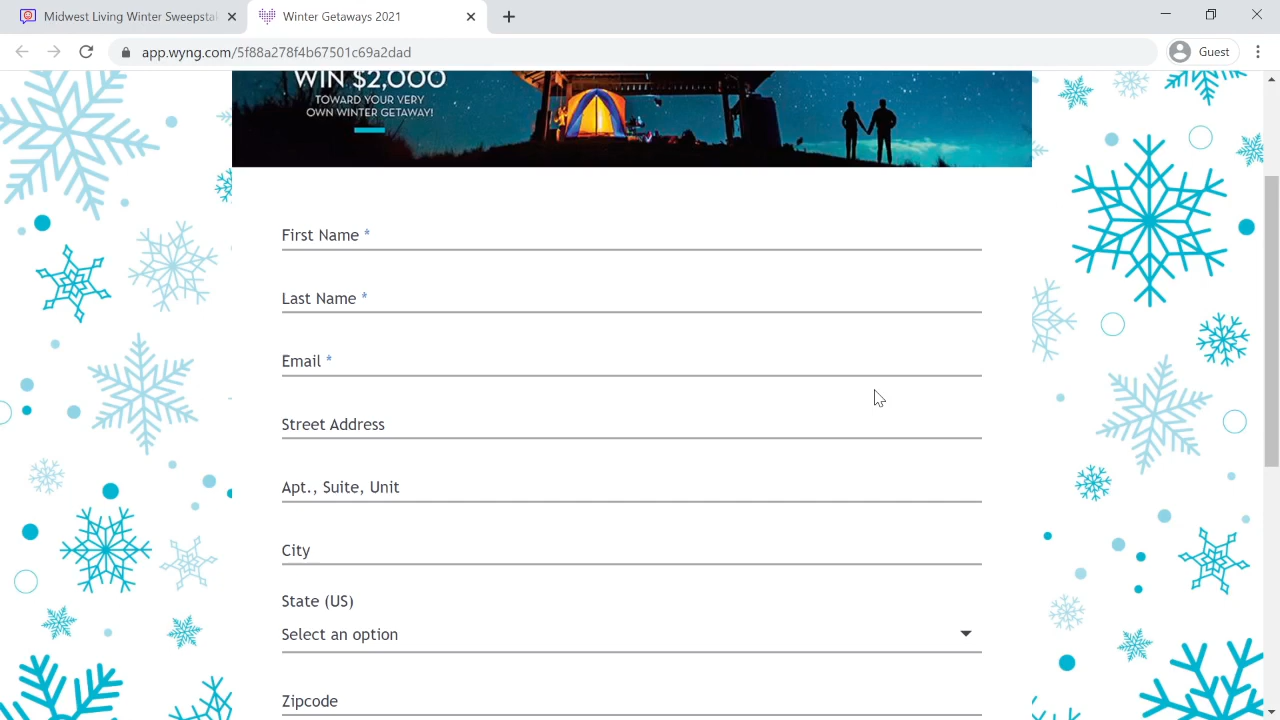 Midwest Living Winter Sweepstak
Winter Getaways 2021
app.wyng.com/5f88a278f4b67501c69a2dad
Guest
WIN $2,000
TOWARD YOUR VERY
OWN WINTER GETAWAY!
First Name *
Last Name *
Email *
Street Address
Apt., Suite, Unit
City
State (US)
Select an option
Zipcode